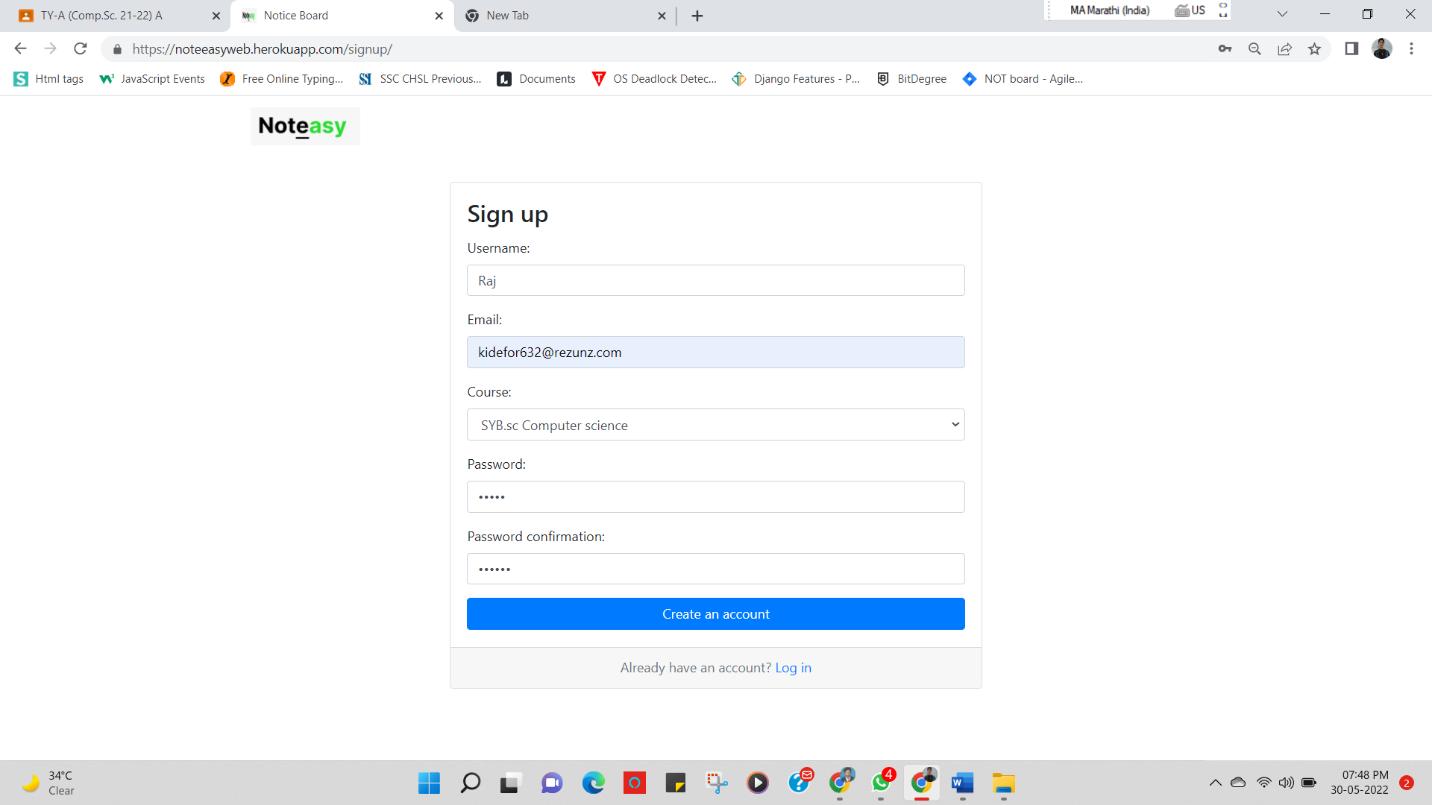 TY-A (Comp.Sc. 21-22) A
Notice Board
New Tab
MA Marathi (India)
US
https://noteeasyweb.herokuapp.com/signup/
Html tags
JavaScript Events
Free Online Typing...
SSC CHSL Previous...
Documents
OS Deadlock Detec...
Django Features - P...
BitDegree
NOT board - Agile...
Noteasy
Sign up
Username:
Raj
Email:
kidefor632@rezunz.com
Course:
SYB.sc Computer science
Password:
•••••
Password confirmation:
••••••
Create an account
Already have an account? Log in
34°C
Clear
4
07:48 PM
30-05-2022
2